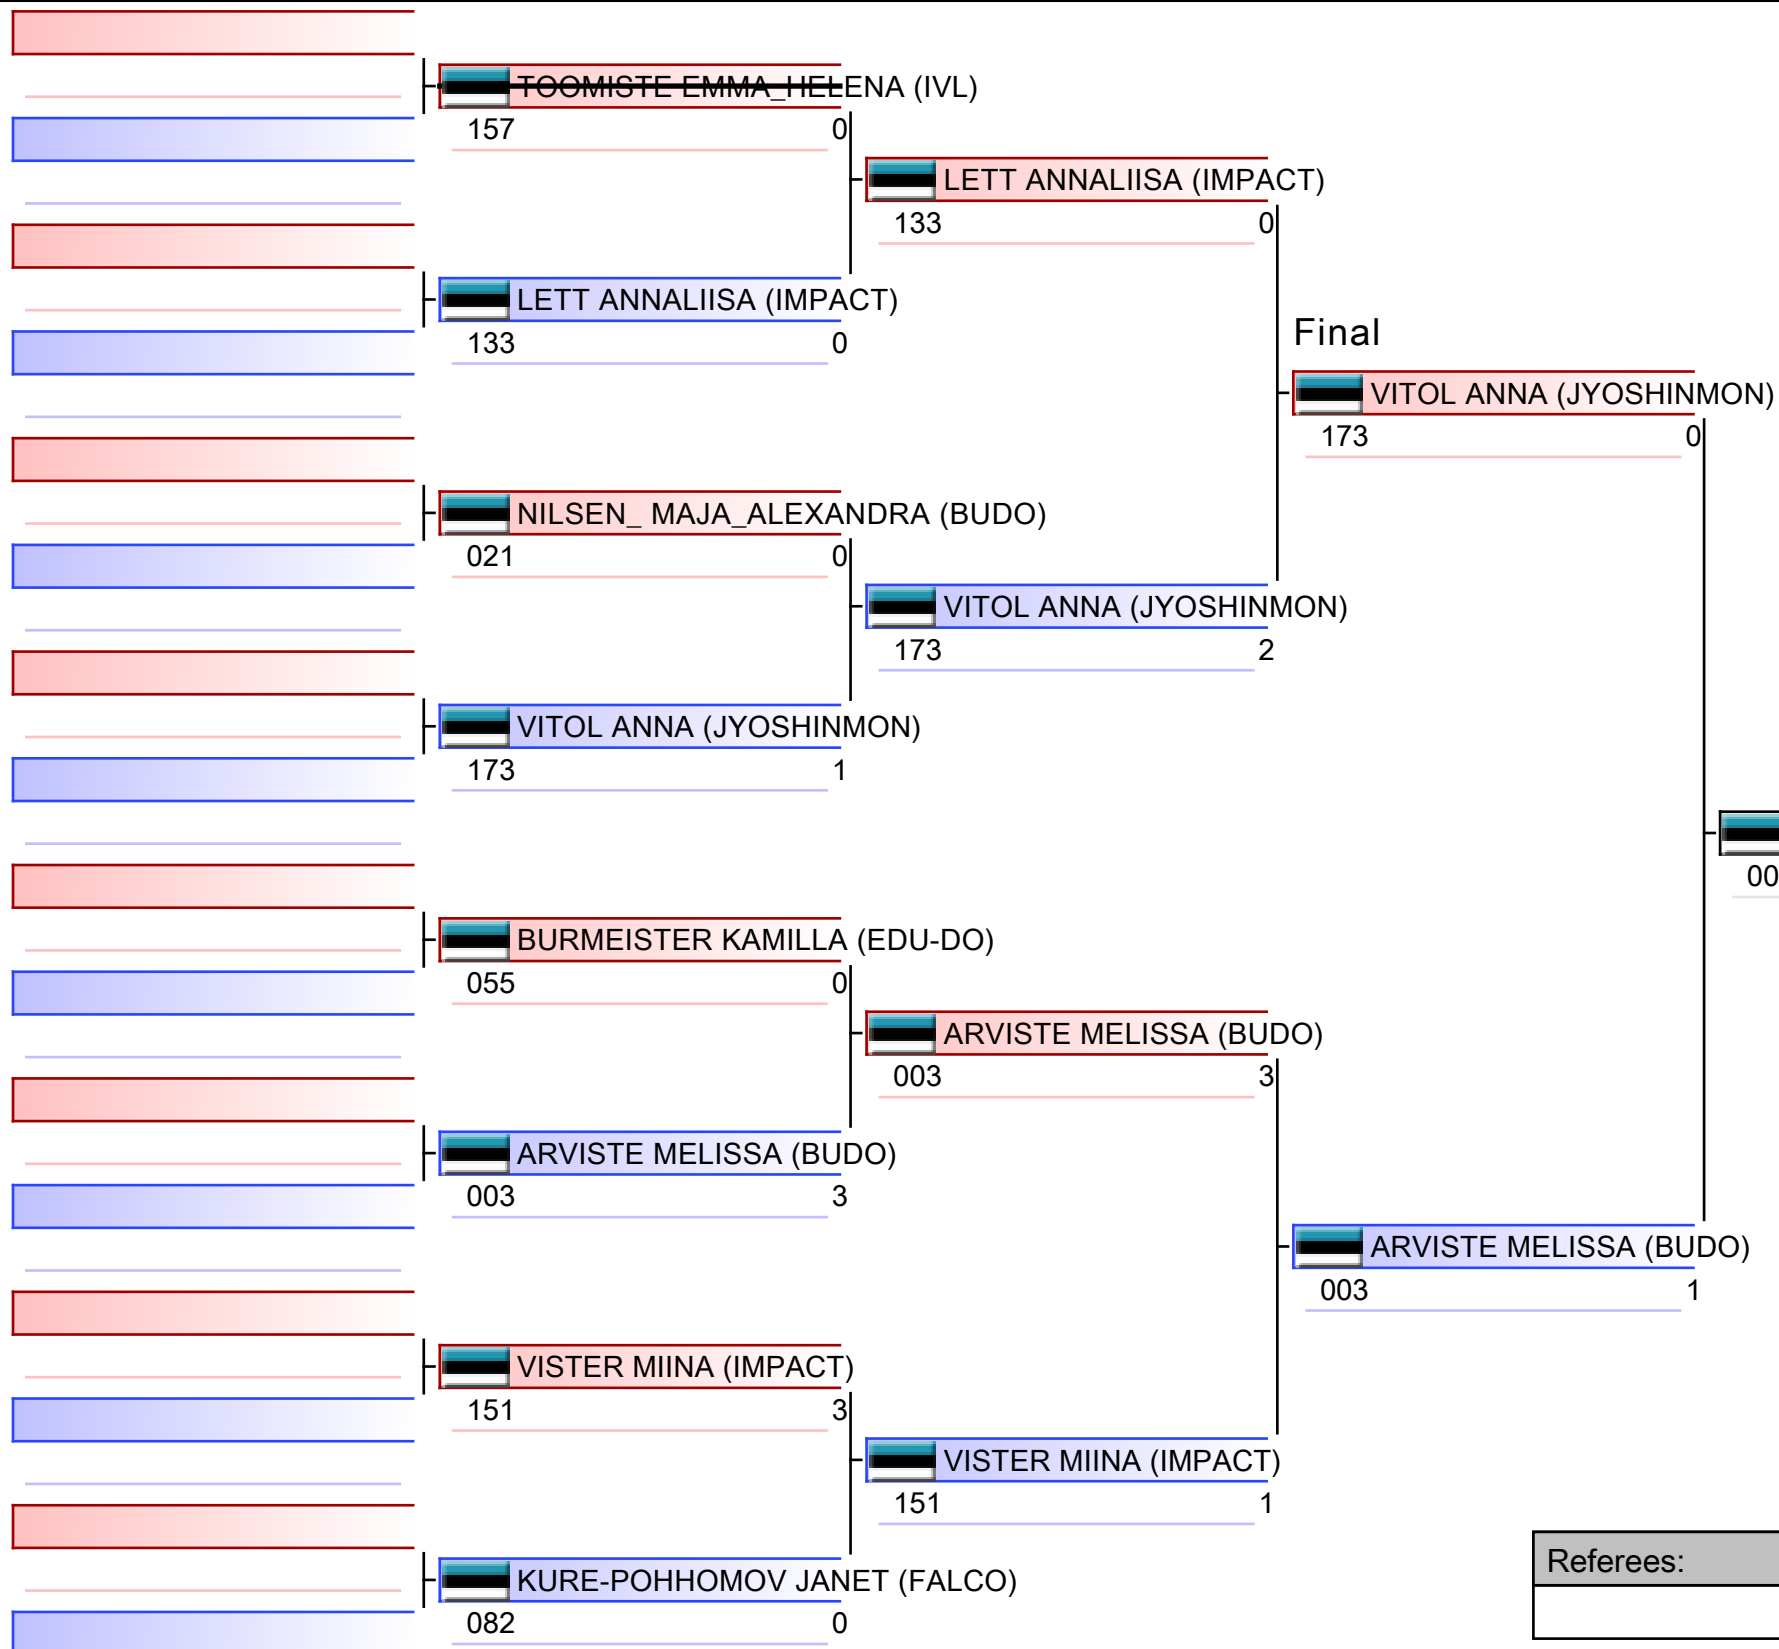 TOOMISTE EMMA_HELENA (IVL)
157 0
LETT ANNALIISA (IMPACT)
133 0
LETT ANNALIISA (IMPACT)
133 0
Final
VITOL ANNA (JYOSHINMON)
173 0
NILSEN_ MAJA_ALEXANDRA (BUDO)
021 0
VITOL ANNA (JYOSHINMON)
173 2
VITOL ANNA (JYOSHINMON)
173 1
00
BURMEISTER KAMILLA (EDU-DO)
055 0
ARVISTE MELISSA (BUDO)
003 3
ARVISTE MELISSA (BUDO)
003 3
ARVISTE MELISSA (BUDO)
003 1
VISTER MIINA (IMPACT)
151 3
VISTER MIINA (IMPACT)
151 1
Referees:
KURE-POHHOMOV JANET (FALCO)
082 0